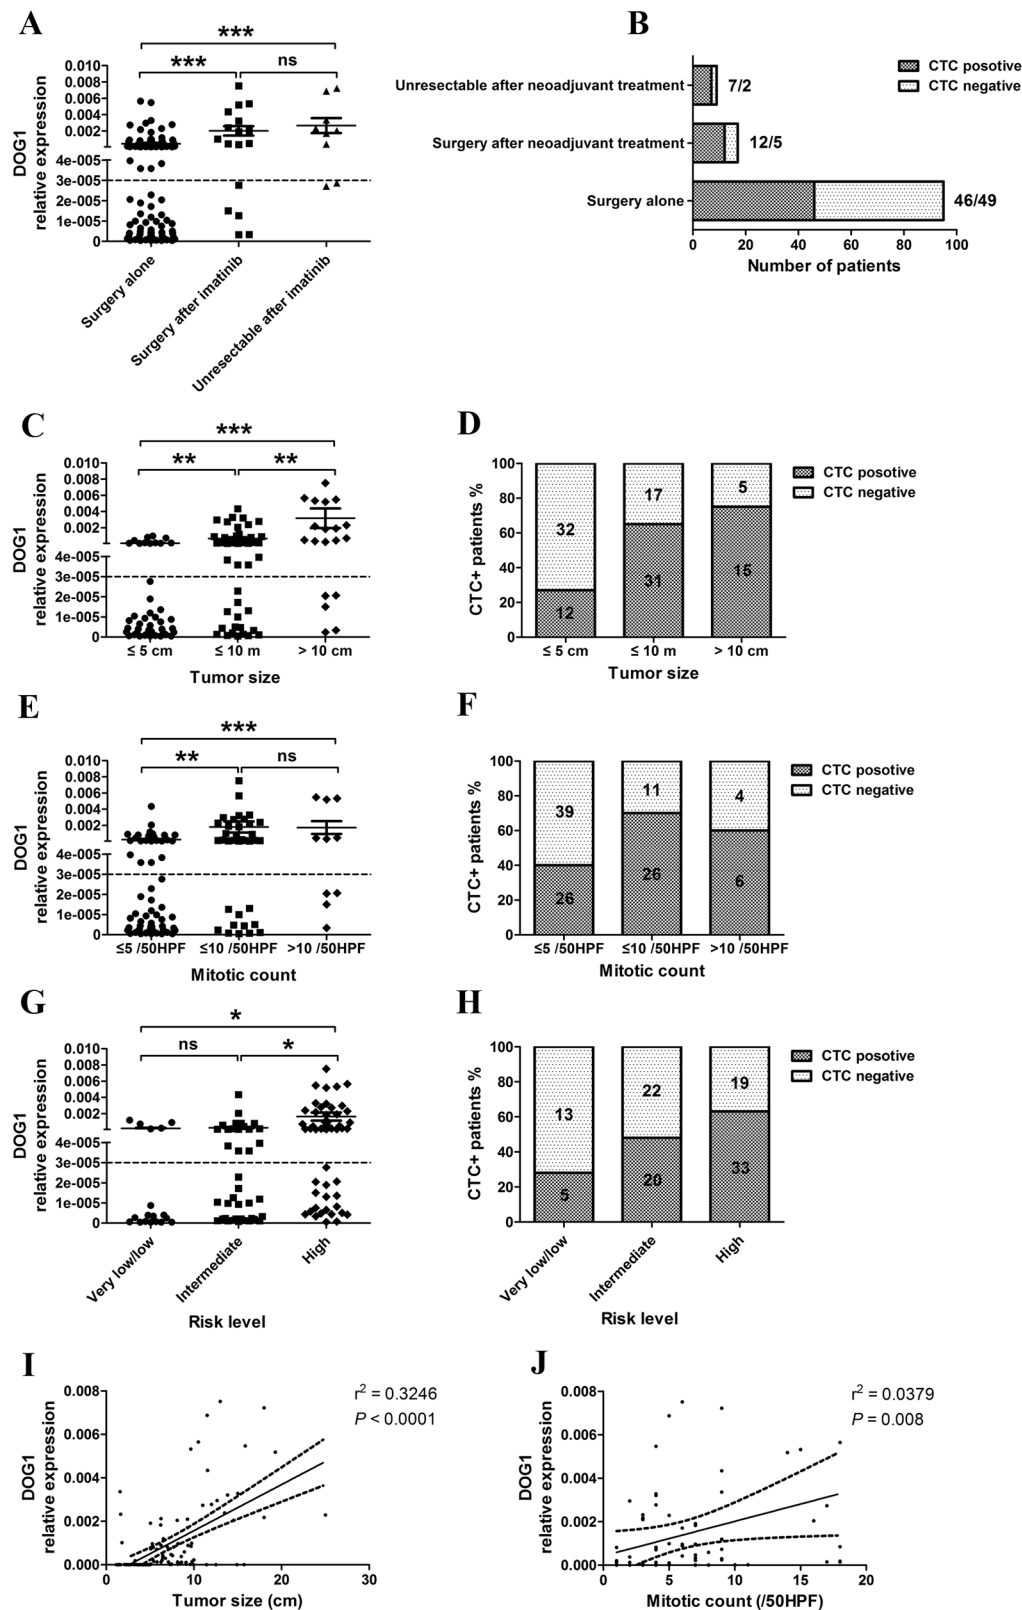 A
***
***
ns
DOG1
relative expression
0.010
0.008
0.006
0.004
0.002
4e-005
3e-005
2e-005
1e-005
0
Surgery alone
Surgery after imatinib
Unresectable after imatinib
B
CTC posotive
CTC negative
Unresectable after neoadjuvant treatment
7/2
Surgery after neoadjuvant treatment
12/5
Surgery alone
46/49
0 20 40 60 80 100
Number of patients
C
***
** **
DOG1
relative expression
0.010
0.008
0.006
0.004
0.002
4e-005
3e-005
2e-005
1e-005
0
≤ 5 cm ≤ 10 m > 10 cm
Tumor size
D
CTC posotive
CTC negative
CTC+ patients %
100
80
60
40
20
0
32 17 5
12 31 15
≤ 5 cm ≤ 10 m > 10 cm
Tumor size
E
***
** ns
DOG1
relative expression
0.010
0.008
0.006
0.004
0.002
4e-005
3e-005
2e-005
1e-005
0
≤5 /50HPF ≤10 /50HPF >10 /50HPF
Mitotic count
F
CTC posotive
CTC negative
CTC+ patients %
100
80
60
40
20
0
39 11 4
26 26 6
≤5 /50HPF ≤10 /50HPF >10 /50HPF
Mitotic count
G
*
ns *
DOG1
relative expression
0.010
0.008
0.006
0.004
0.002
4e-005
3e-005
2e-005
1e-005
0
Very low/low
Intermediate
High
Risk level
H
CTC posotive
CTC negative
CTC+ patients %
100
80
60
40
20
0
13 22 19
5 20 33
Very low/low
Intermediate
High
Risk level
I
r² = 0.3246
P < 0.0001
DOG1
relative expression
0.008
0.006
0.004
0.002
0.000
0 10 20 30
Tumor size (cm)
J
r² = 0.0379
P = 0.008
DOG1
relative expression
0.008
0.006
0.004
0.002
0.000
0 5 10 15 20
Mitotic count (/50HPF)